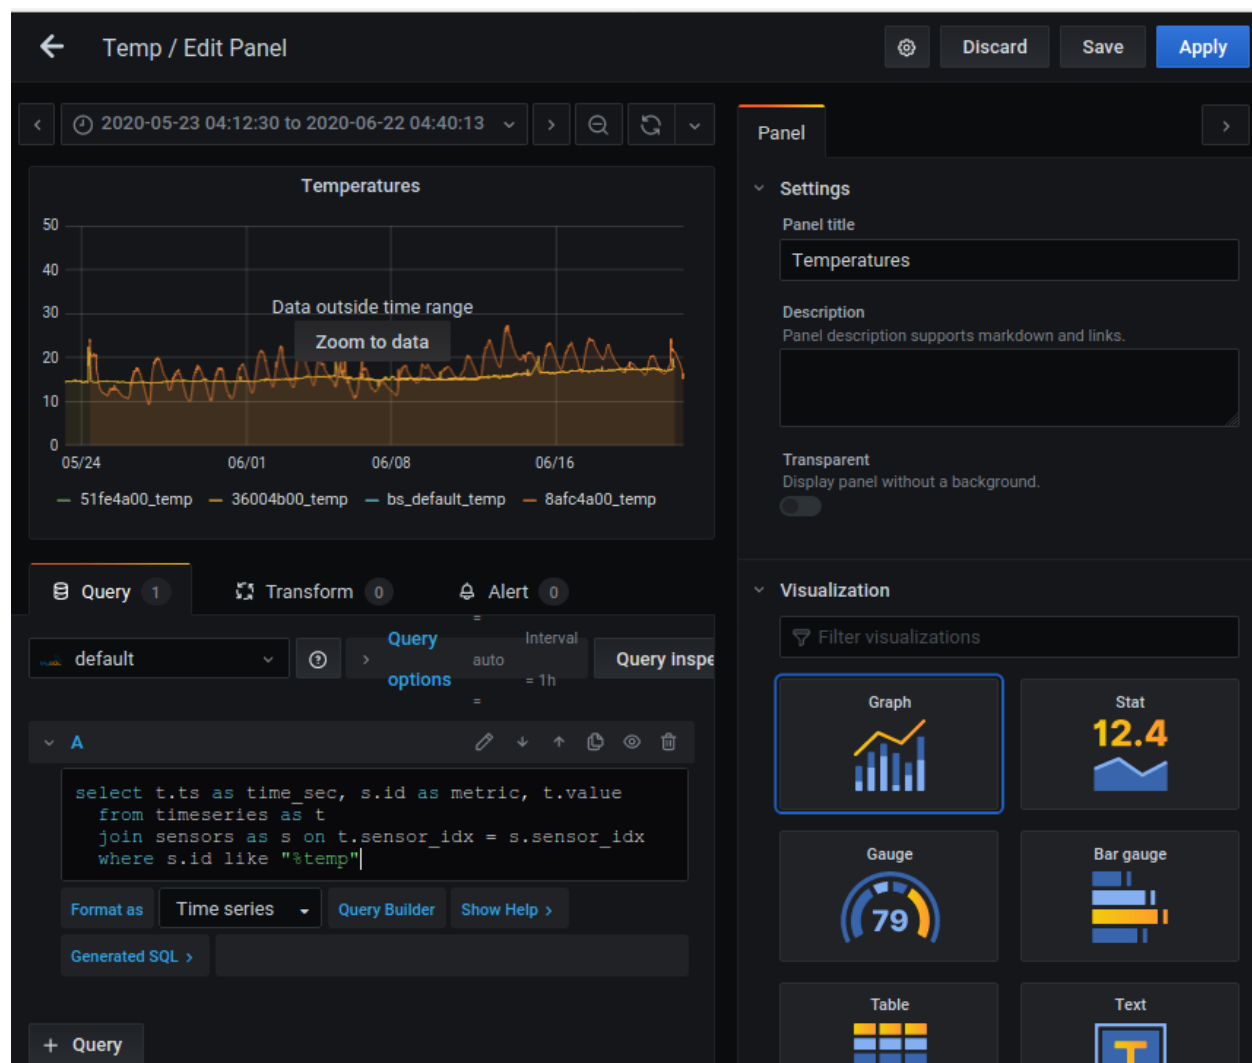 Temp / Edit Panel
Discard
Save
Apply
2020-05-23 04:12:30 to 2020-06-22 04:40:13
Temperatures
50
40
30
20
10
0
Data outside time range
Zoom to data
05/24 06/01 06/08 06/16
51fe4a00_temp 36004b00_temp bs_default_temp 8afc4a00_temp
Query 1
Transform 0
Alert 0
default
Query options
=
auto
=
Interval
= 1h
Query inspe
A
select t.ts as time_sec, s.id as metric, t.value
from timeseries as t
join sensors as s on t.sensor_idx = s.sensor_idx
where s.id like "%temp"
Format as
Time series
Query Builder
Show Help >
Generated SQL >
+ Query
Panel
Settings
Panel title
Temperatures
Description
Panel description supports markdown and links.
Transparent
Display panel without a background.
Visualization
Filter visualizations
Graph
Stat
12.4
Gauge
79
Bar gauge
Table
Text
T